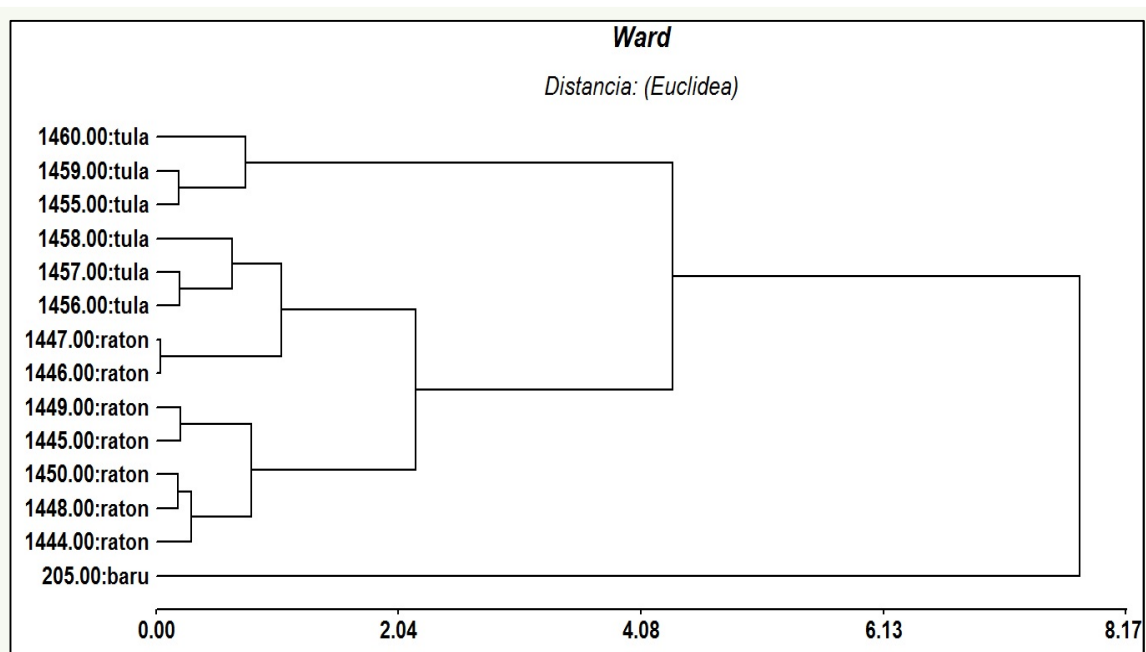 Ward
Distancia: (Euclidea)
1460.00:tula
1459.00:tula
1455.00:tula
1458.00:tula
1457.00:tula
1456.00:tula
1447.00:raton
1446.00:raton
1449.00:raton
1445.00:raton
1450.00:raton
1448.00:raton
1444.00:raton
205.00:baru
0.00 2.04 4.08 6.13 8.17